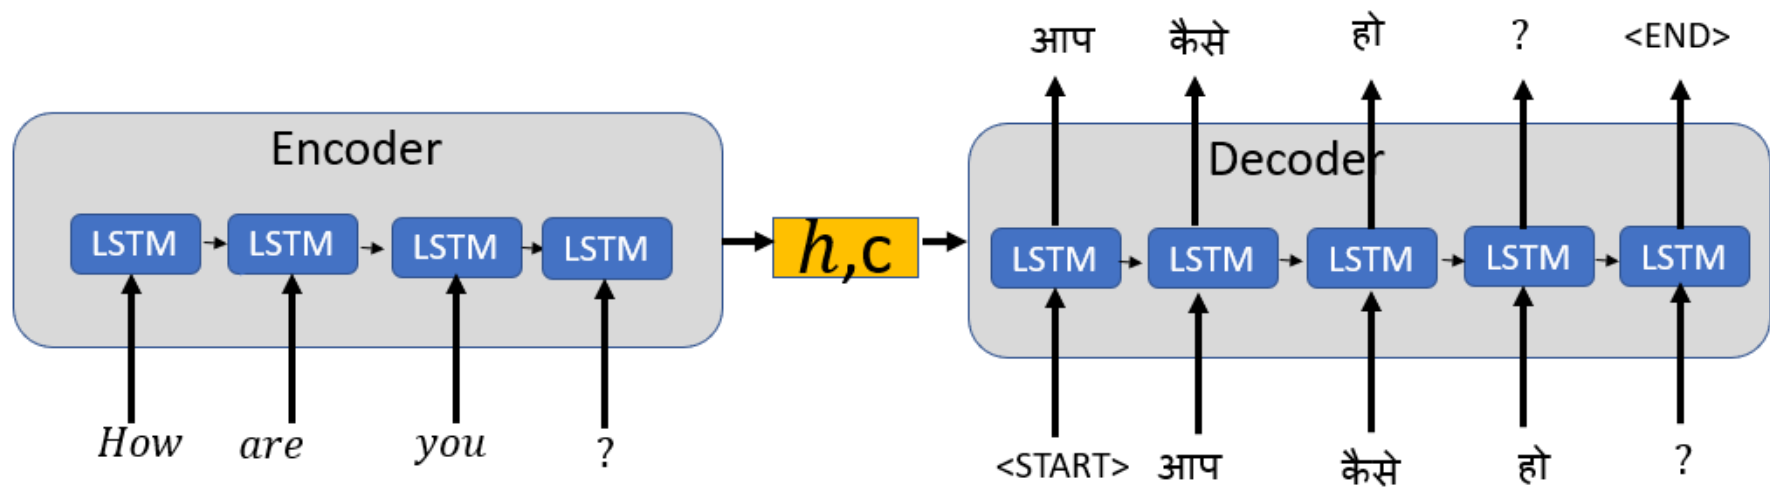 आप कैसे हो ? <END>
Encoder
Decoder
LSTM LSTM LSTM LSTM
h,c
LSTM LSTM LSTM LSTM LSTM
How are you ?
<START> आप कैसे हो ?